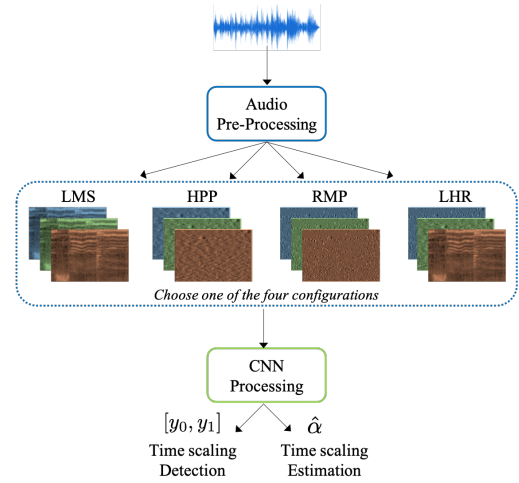 Audio
Pre-Processing
LMS HPP RMP LHR
Choose one of the four configurations
CNN
Processing
[y₀, y₁] α̂
Time scaling Time scaling
Detection Estimation